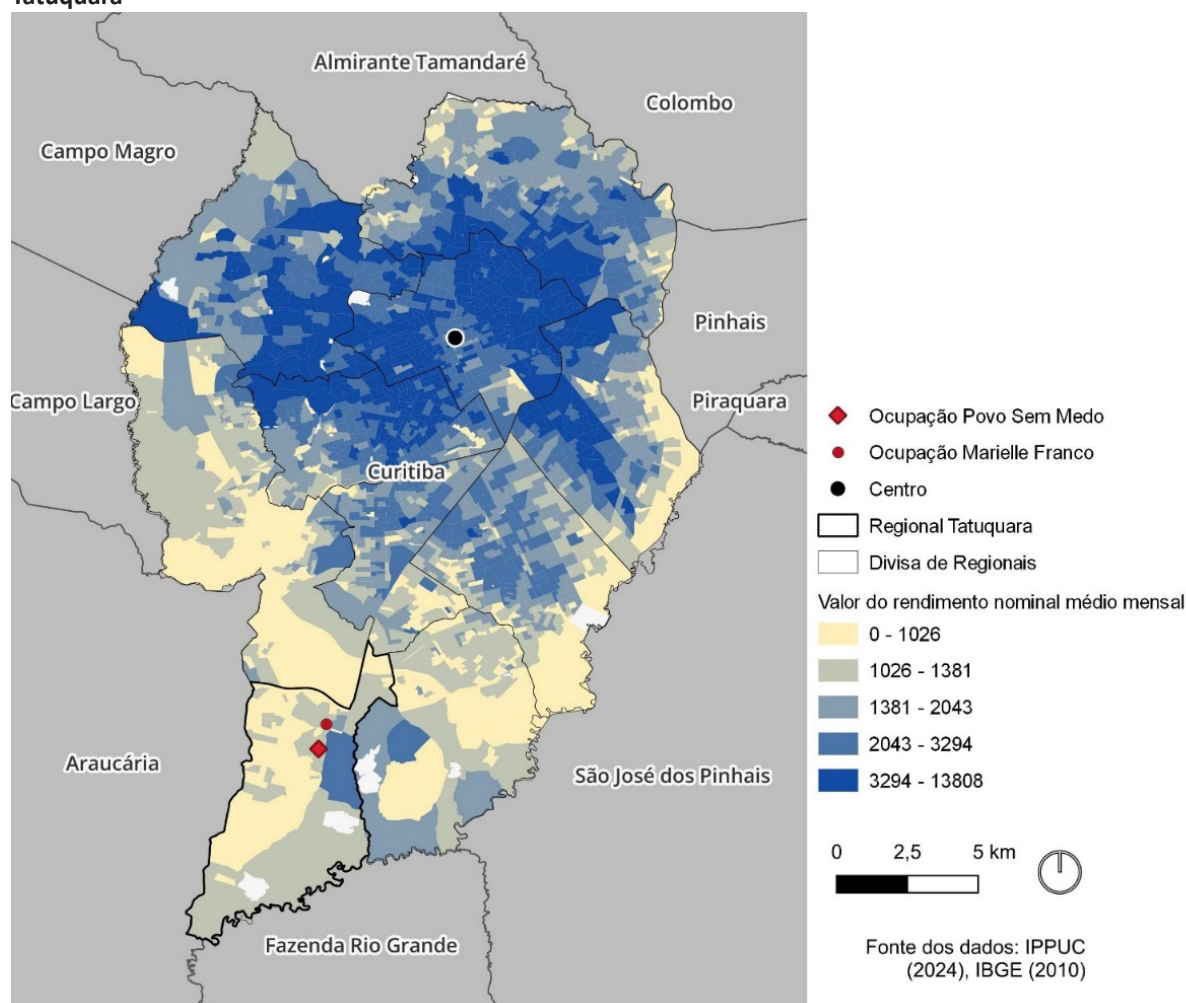 Tatuquara
Almirante Tamandaré
Colombo
Campo Magro
Pinhais
Campo Largo
Piraquara
Curitiba
Araucária
São José dos Pinhais
Fazenda Rio Grande
Ocupação Povo Sem Medo
Ocupação Marielle Franco
Centro
Regional Tatuquara
Divisa de Regionais
Valor do rendimento nominal médio mensal
0 - 1026
1026 - 1381
1381 - 2043
2043 - 3294
3294 - 13808
0 2,5 5 km
Fonte dos dados: IPPUC
(2024), IBGE (2010)